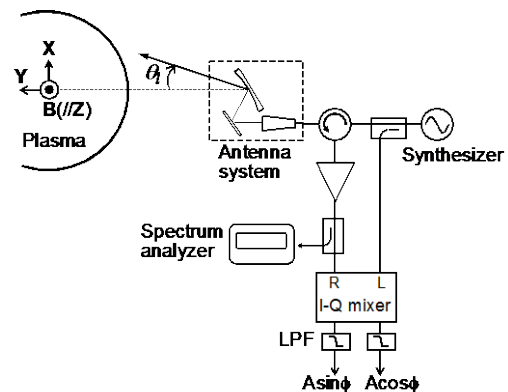 X
Y
θi
B(//Z)
Plasma
Antenna
system
Synthesizer
Spectrum
analyzer
R L
I-Q mixer
LPF
Asinϕ Acosϕ